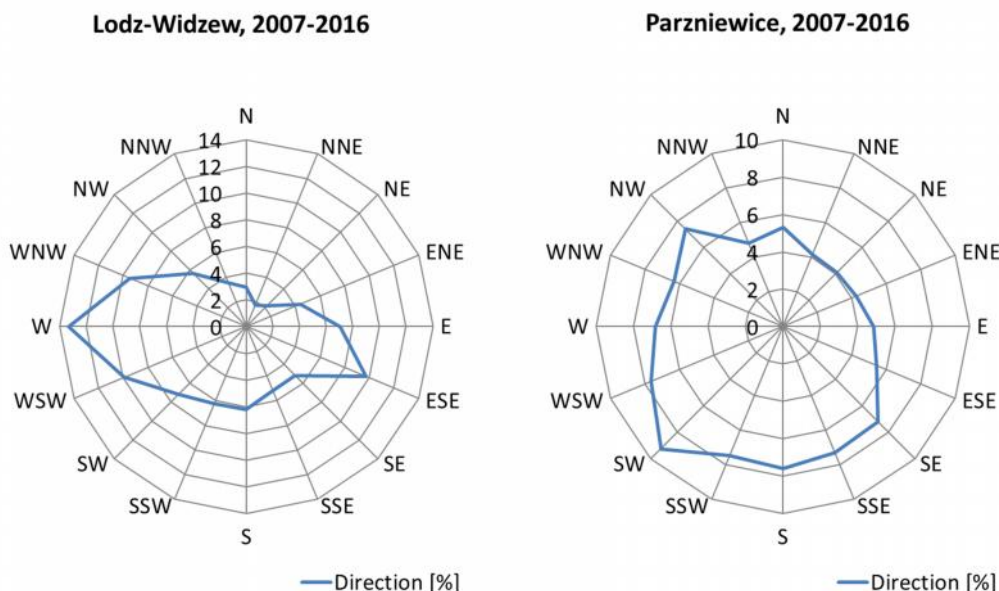 Lodz-Widzew, 2007-2016
N
NNE
NE
ENE
E
ESE
SE
SSE
S
SSW
SW
WSW
W
WNW
NW
NNW
14
12
10
8
6
4
2
0
Direction [%]
Parzniewice, 2007-2016
N
NNE
NE
ENE
E
ESE
SE
SSE
S
SSW
SW
WSW
W
WNW
NW
NNW
10
8
6
4
2
0
Direction [%]